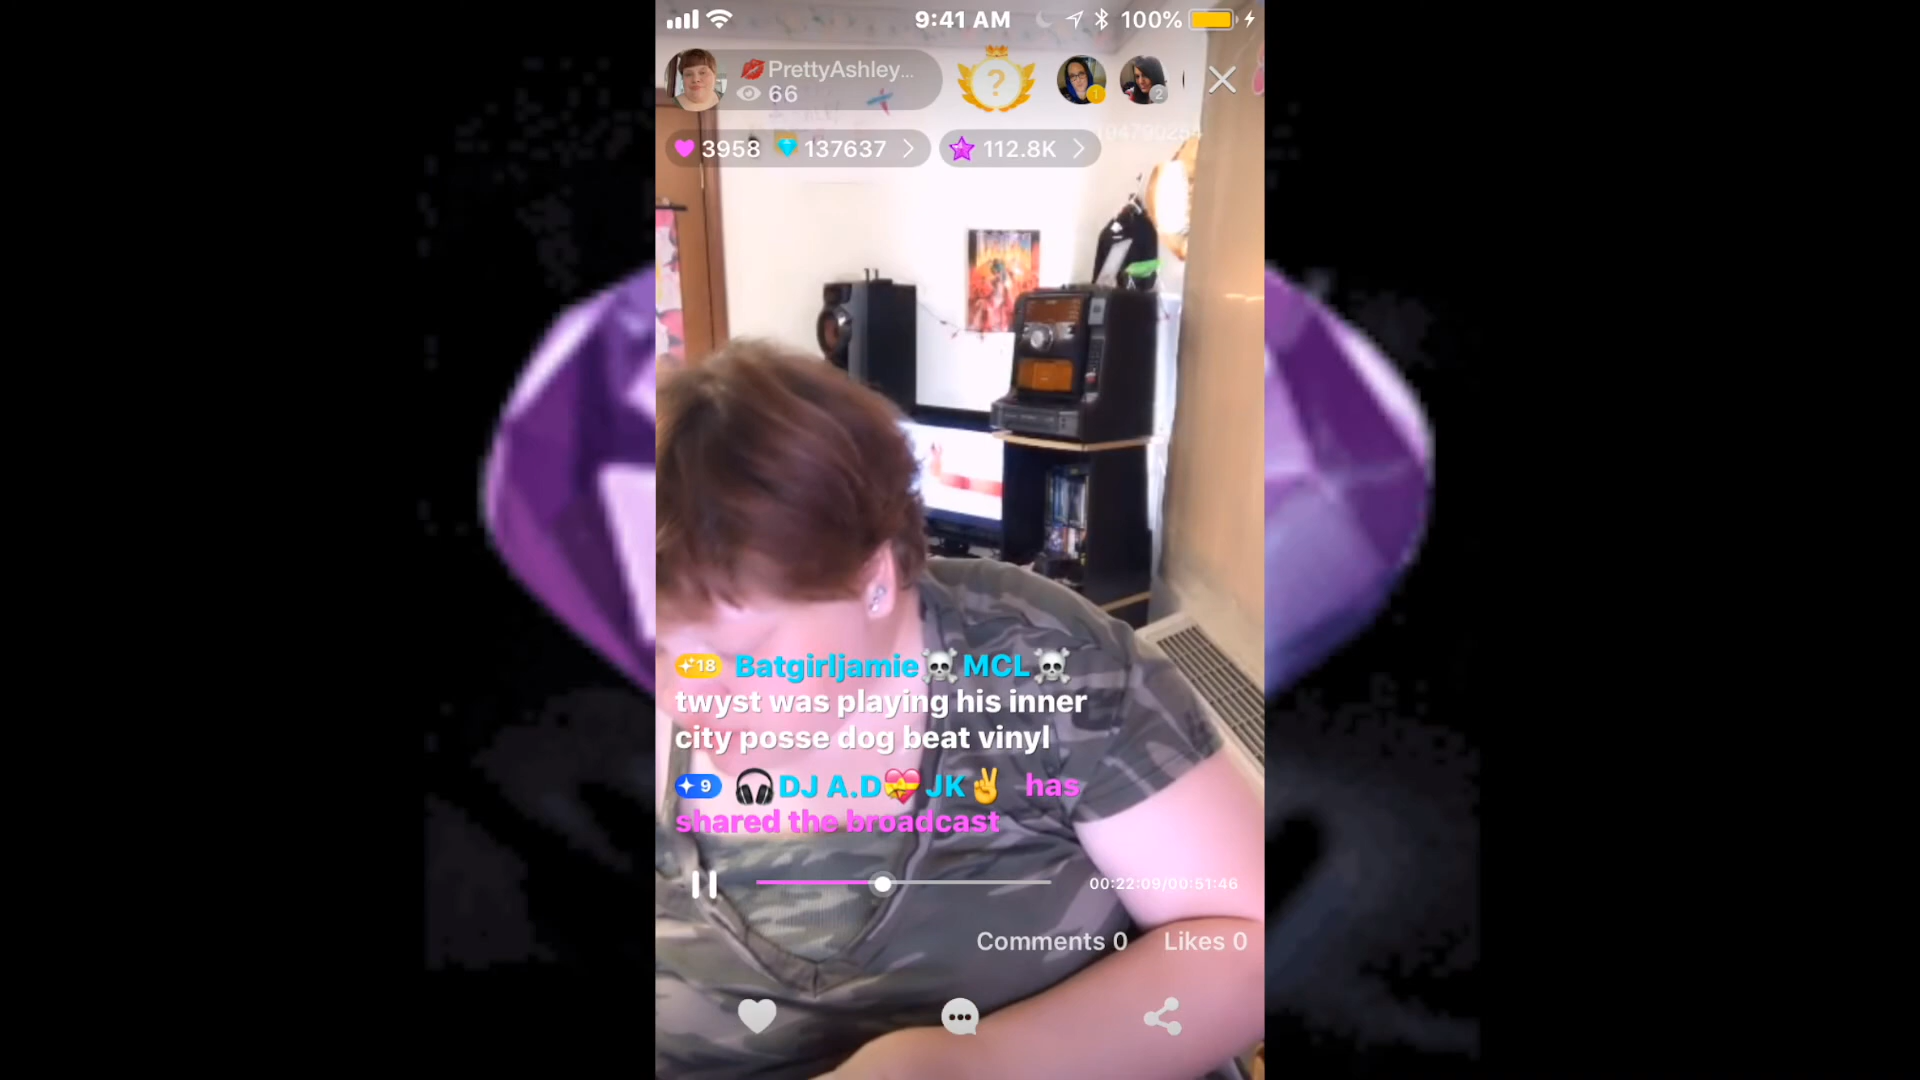 9:41 AM 100%
💋PrettyAshley...
66
?
1
2
3958 137637
112.8K
18 Batgirljamie☠️MCL☠️
twyst was playing his inner
city posse dog beat vinyl
9 🎧DJ A.D💝JK✌️ has
shared the broadcast
00:22:09/00:51:46
Comments 0 Likes 0